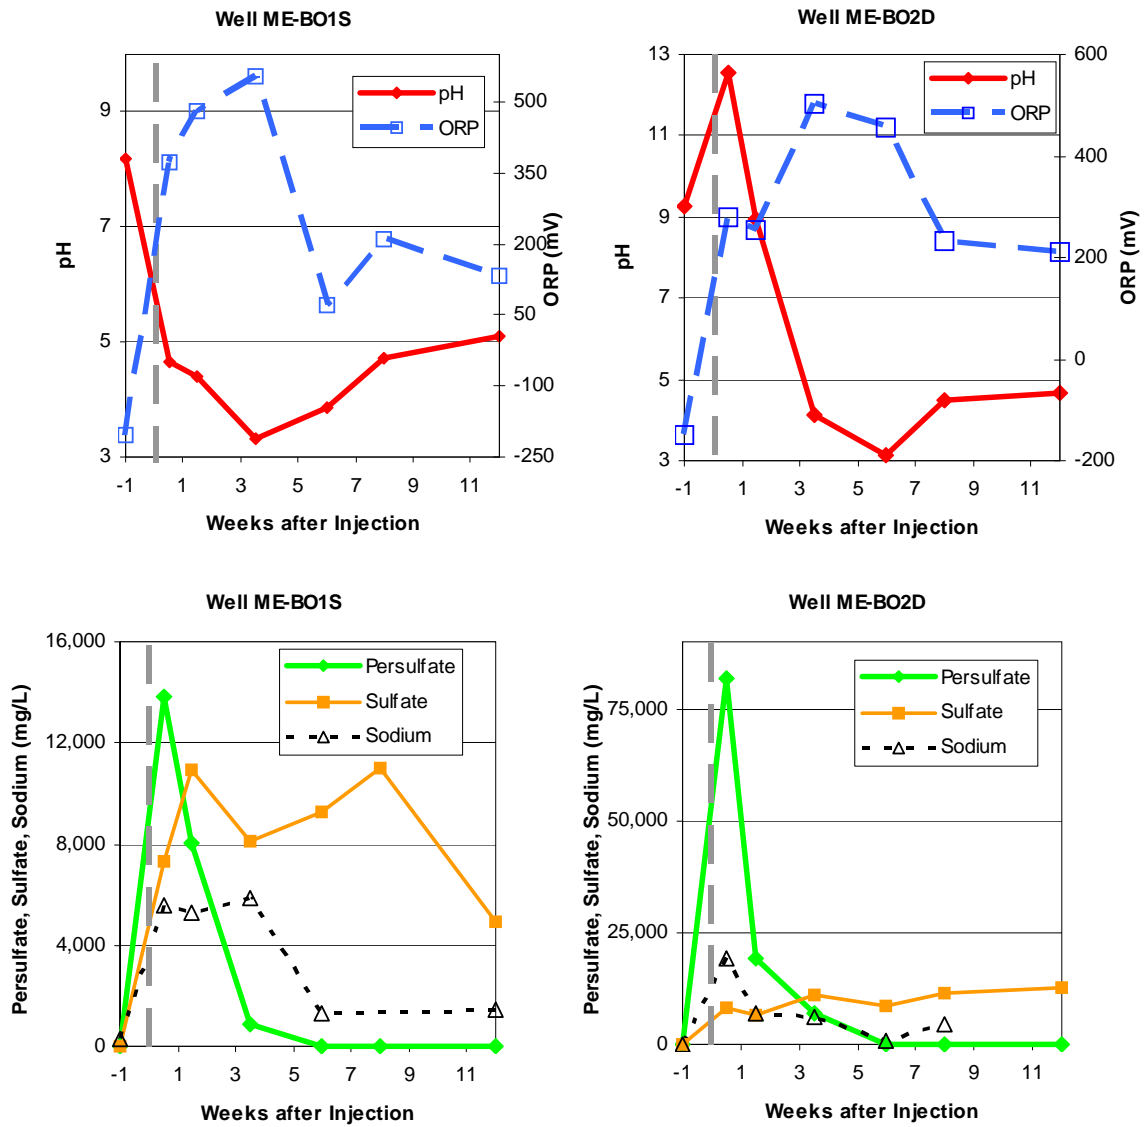 Well ME-BO1S
pH
ORP
9
7
5
3
500
350
200
50
-100
-250
pH
ORP (mV)
-1 1 3 5 7 9 11
Weeks after Injection
Well ME-BO2D
pH
ORP
13
11
9
7
5
3
600
400
200
0
-200
pH
ORP (mV)
-1 1 3 5 7 9 11
Weeks after Injection
Well ME-BO1S
Persulfate
Sulfate
Sodium
16,000
12,000
8,000
4,000
0
Persulfate, Sulfate, Sodium (mg/L)
-1 1 3 5 7 9 11
Weeks after Injection
Well ME-BO2D
Persulfate
Sulfate
Sodium
75,000
50,000
25,000
0
Persulfate, Sulfate, Sodium (mg/L)
-1 1 3 5 7 9 11
Weeks after Injection